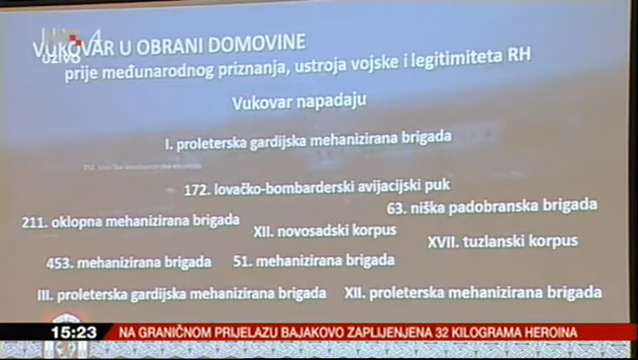 VUKOVAR U OBRANI DOMOVINE
UŽIVO
prije međunarodnog priznanja, ustroja vojske i legitimiteta RH
Vukovar napadaju
I. proleterska gardijska mehanizirana brigada
172. lovačko-bombarderski avijacijski puk
63. niška padobranska brigada
211. oklopna mehanizirana brigada
XII. novosadski korpus
XVII. tuzlanski korpus
453. mehanizirana brigada
51. mehanizirana brigada
III. proleterska gardijska mehanizirana brigada
XII. proleterska mehanizirana brigada
15:23
NA GRANIČNOM PRIJELAZU BAJAKOVO ZAPLIJENJENA 32 KILOGRAMA HEROINA